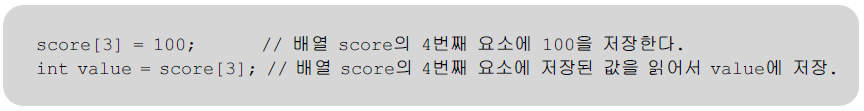 score[3] = 100;      // 배열 score의 4번째 요소에 100을 저장한다.
int value = score[3]; // 배열 score의 4번째 요소에 저장된 값을 읽어서 value에 저장.